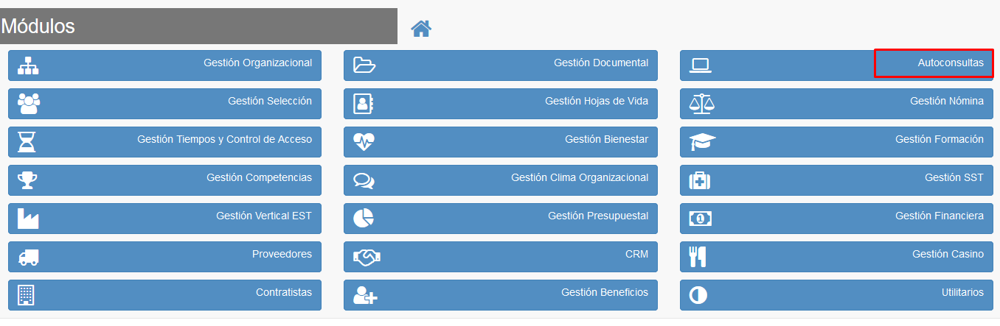 Módulos
Gestión Organizacional
Gestión Documental
Autoconsultas
Gestión Selección
Gestión Hojas de Vida
Gestión Nómina
Gestión Tiempos y Control de Acceso
Gestión Bienestar
Gestión Formación
Gestión Competencias
Gestión Clima Organizacional
Gestión SST
Gestión Vertical EST
Gestión Presupuestal
Gestión Financiera
Proveedores
CRM
Gestión Casino
Contratistas
Gestión Beneficios
Utilitarios